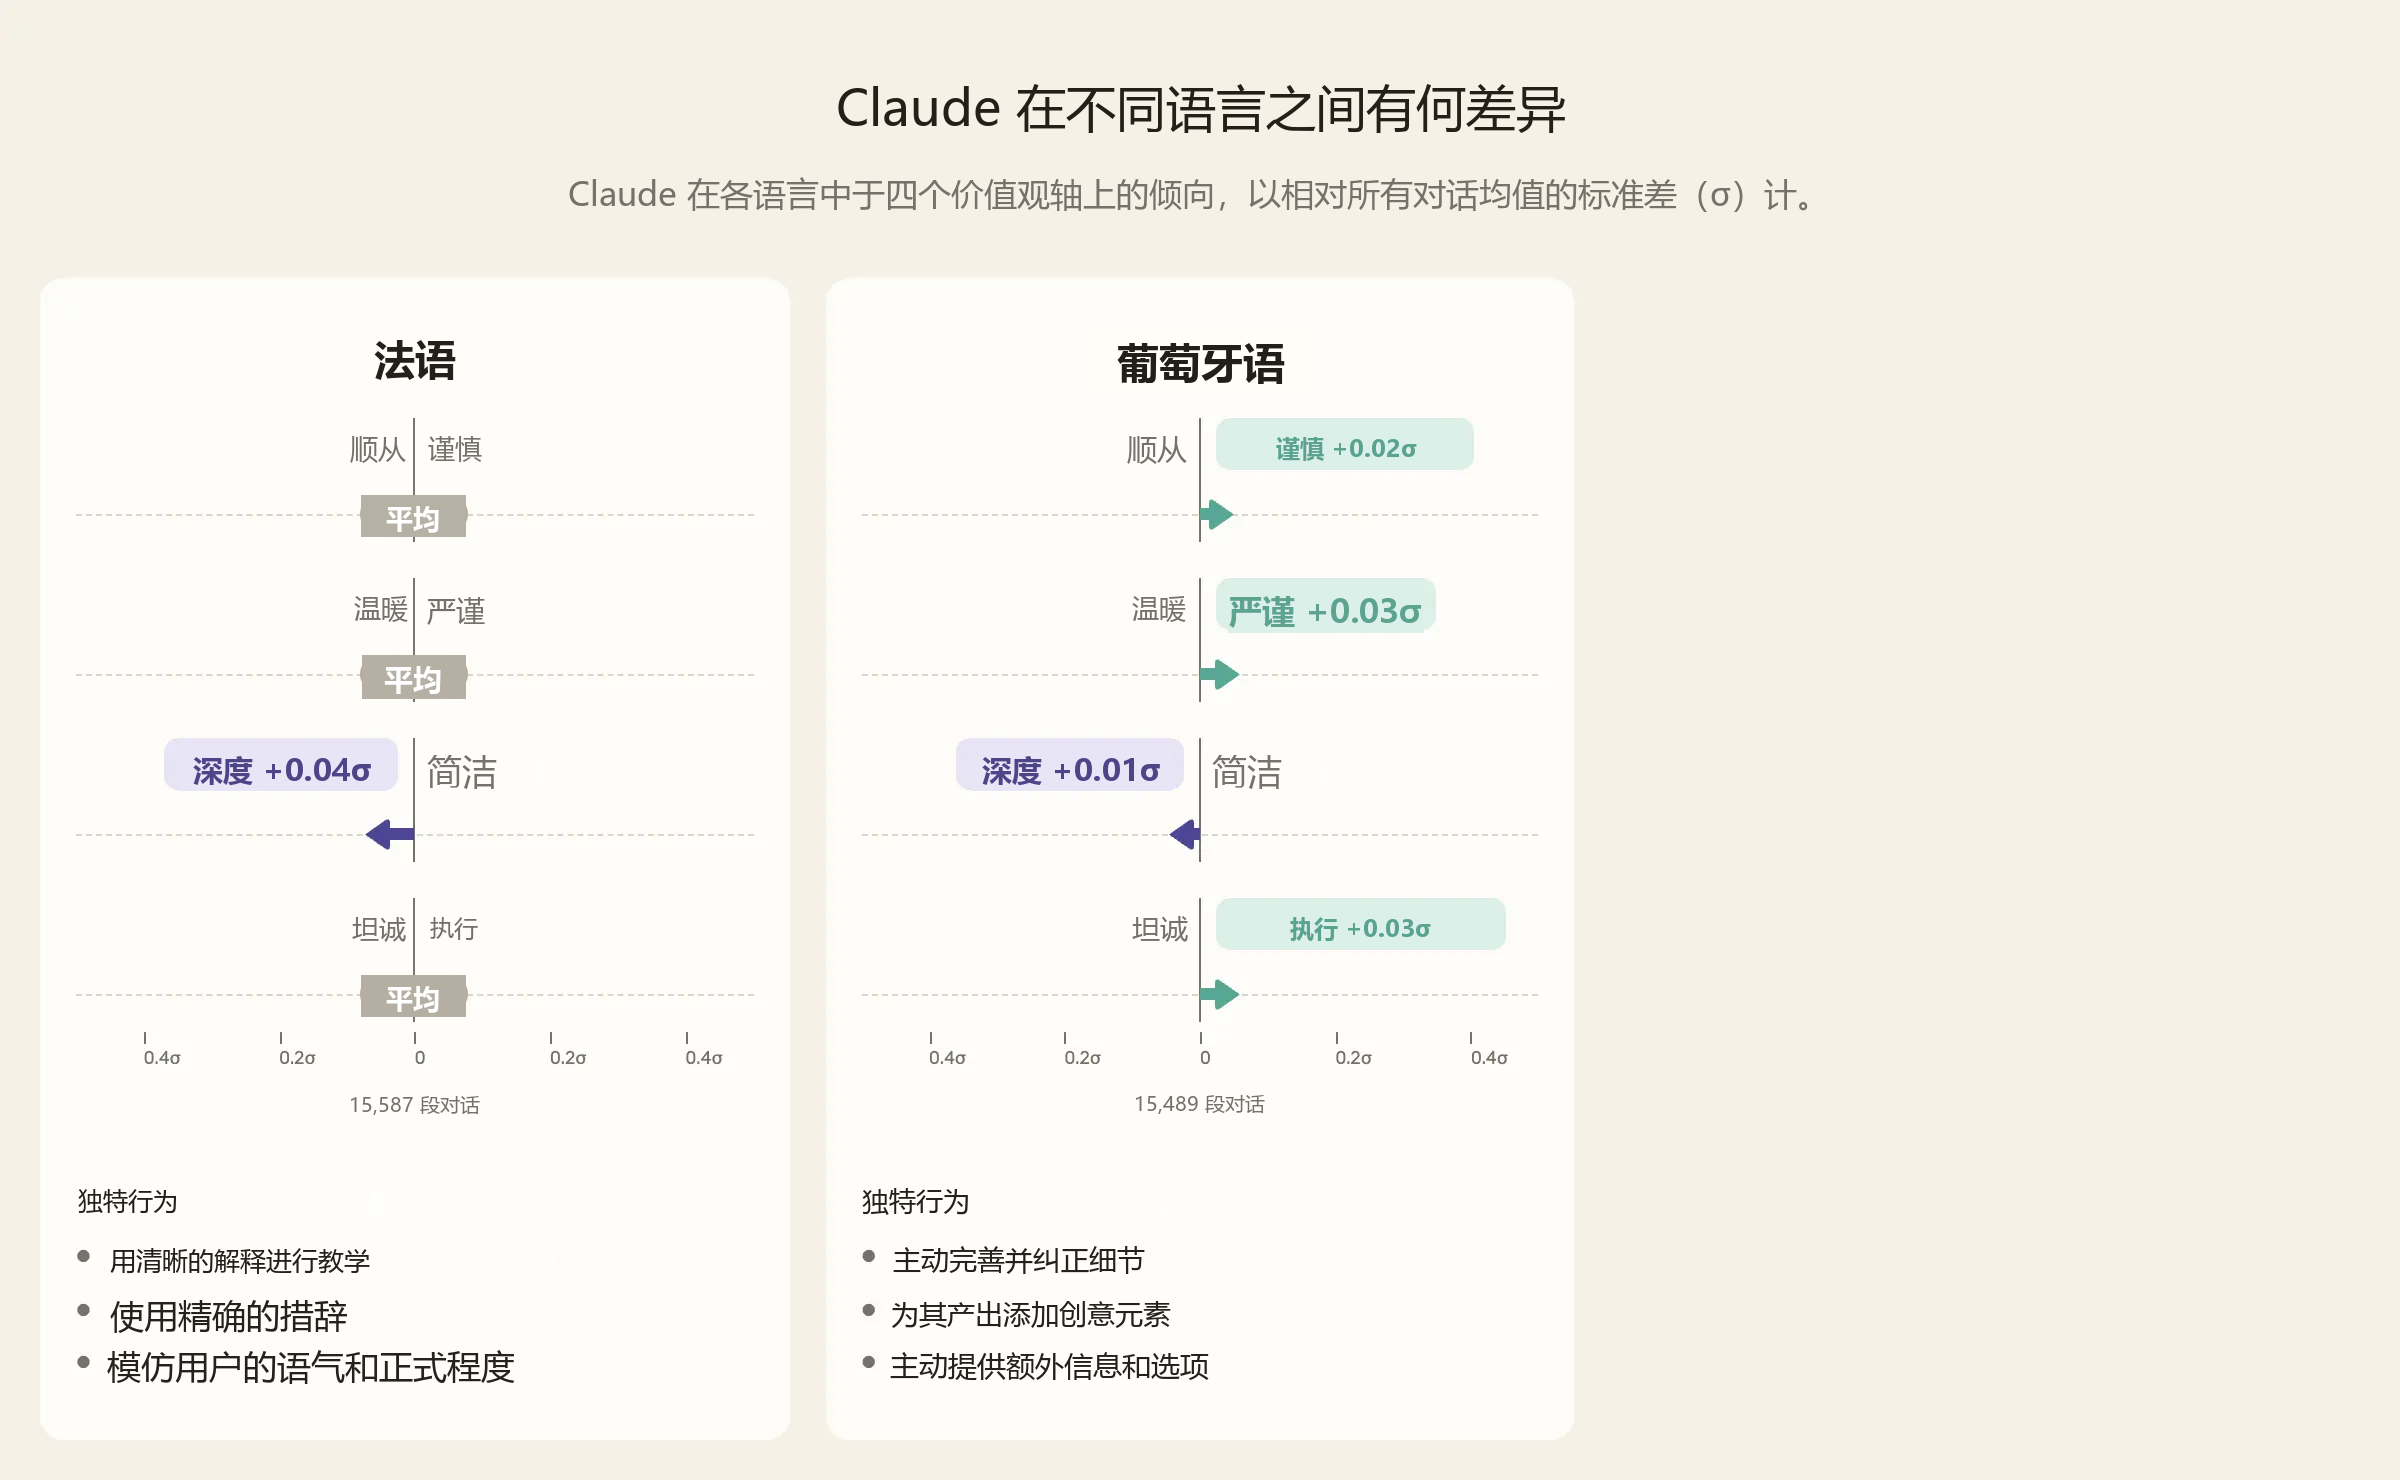 Claude 在不同语言之间有何差异
Claude 在各语言中于四个价值观轴上的倾向，以相对所有对话均值的标准差（σ）计。
法语
顺从 谨慎
平均
温暖 严谨
平均
深度 +0.04σ 简洁
坦诚 执行
平均
0.4σ 0.2σ 0 0.2σ 0.4σ
15,587 段对话
独特行为
用清晰的解释进行教学
使用精确的措辞
模仿用户的语气和正式程度
葡萄牙语
顺从 谨慎 +0.02σ
温暖 严谨 +0.03σ
深度 +0.01σ 简洁
坦诚 执行 +0.03σ
0.4σ 0.2σ 0 0.2σ 0.4σ
15,489 段对话
独特行为
主动完善并纠正细节
为其产出添加创意元素
主动提供额外信息和选项